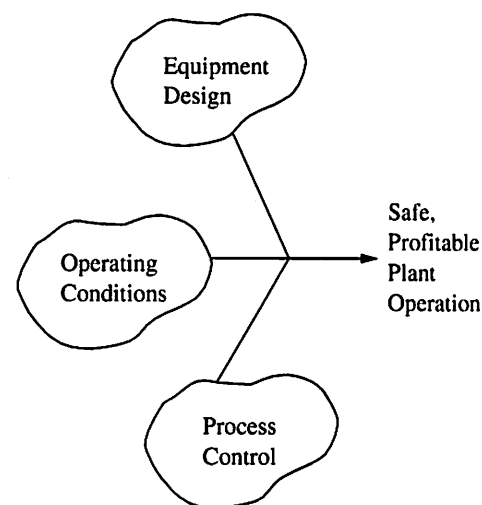 Equipment
Design
Operating
Conditions
Safe,
Profitable
Plant
Operation
Process
Control